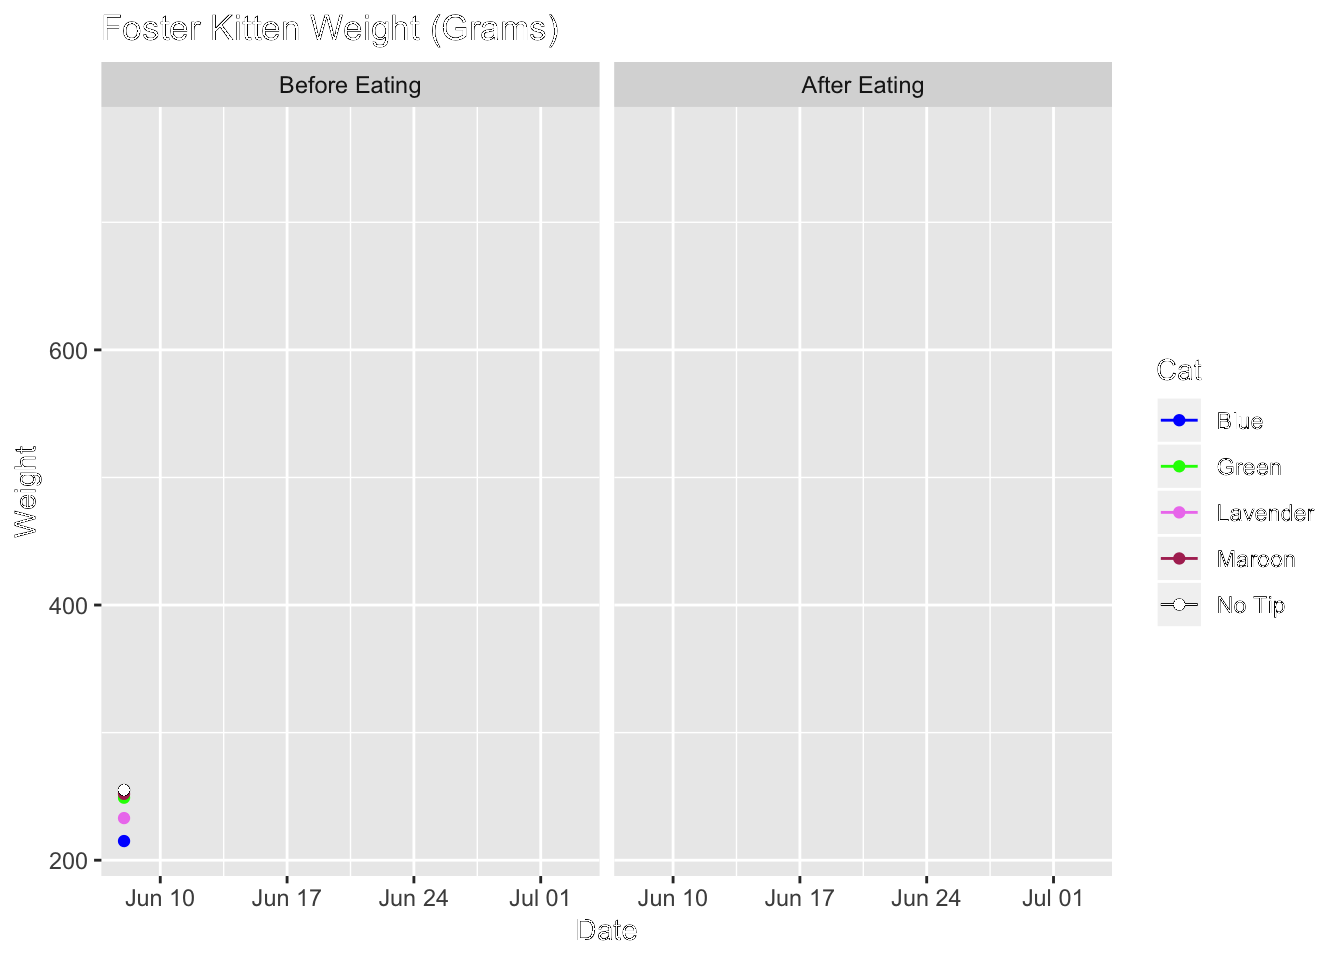 Foster Kitten Weight (Grams)
Before Eating
After Eating
600
400
200
Weight
Jun 10
Jun 17
Jun 24
Jul 01
Jun 10
Jun 17
Jun 24
Jul 01
Date
Cat
Blue
Green
Lavender
Maroon
No Tip